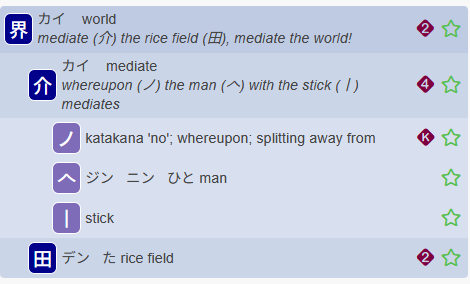 界 カイ world 2
mediate (介) the rice field (田), mediate the world!
介 カイ mediate 4
whereupon (ノ) the man (へ) with the stick (丨)
mediates
ノ katakana 'no'; whereupon; splitting away from K
へ ジン ニン ひと man
丨 stick
田 デン た rice field 2